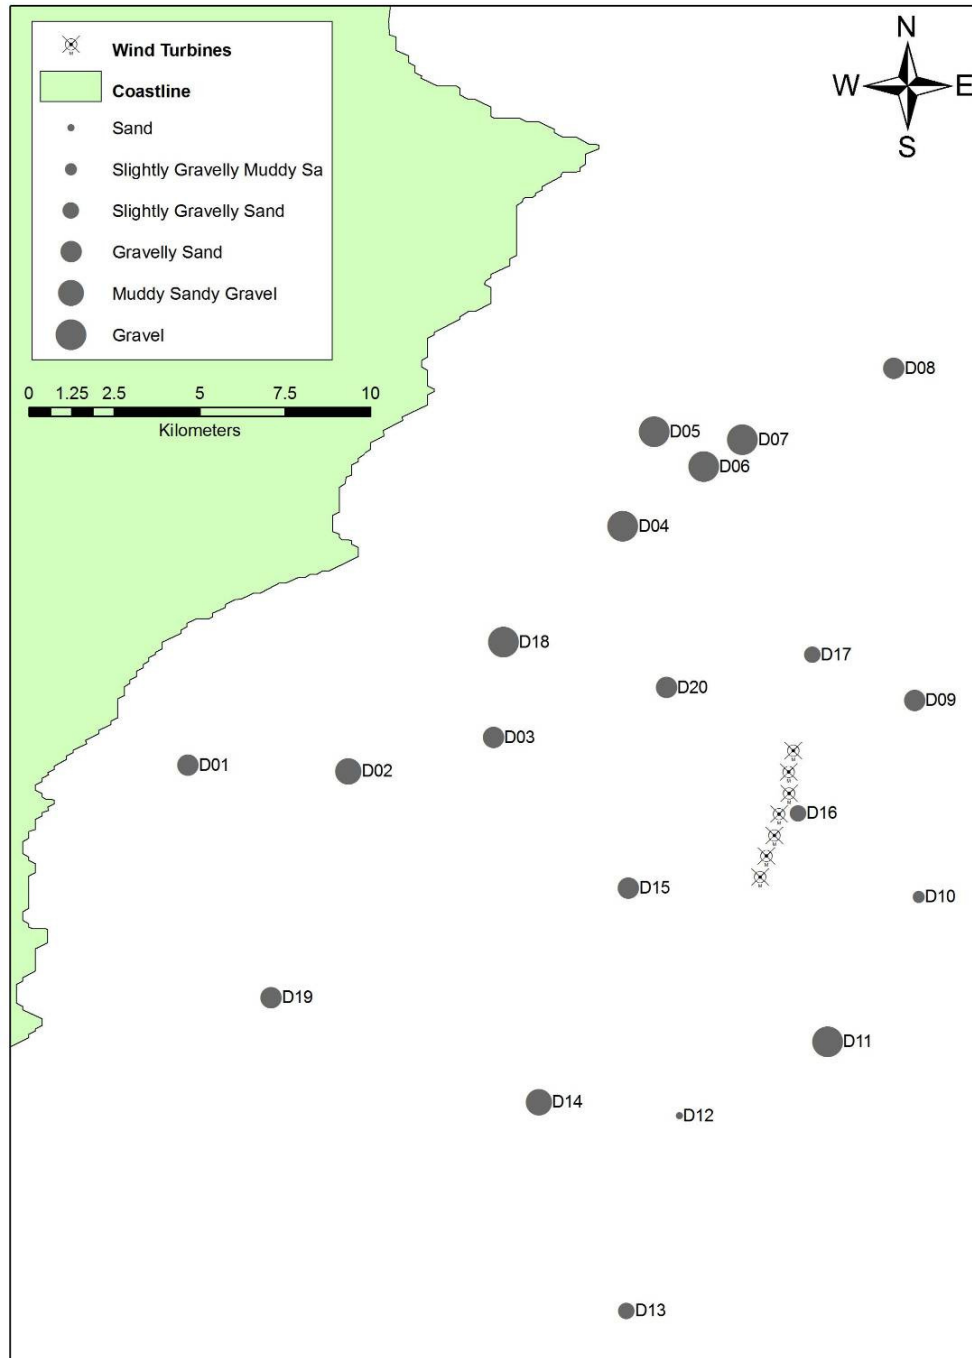 N
W E
S
Wind Turbines
Coastline
Sand
Slightly Gravelly Muddy Sa
Slightly Gravelly Sand
Gravelly Sand
Muddy Sandy Gravel
Gravel
0 1.25 2.5 5 7.5 10
Kilometers
D08
D05
D07
D06
D04
D18
D17
D20
D09
D03
D01
D02
D16
D15
D10
D19
D11
D14
D12
D13